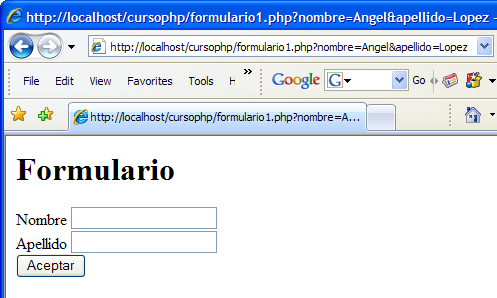 http://localhost/cursophp/formulario1.php?nombre=Angel&apellido=Lopez -
http://localhost/cursophp/formulario1.php?nombre=Angel&apellido=Lopez
File Edit View Favorites Tools H » Google G Go
http://localhost/cursophp/formulario1.php?nombre=A...
Formulario
Nombre
Apellido
Aceptar